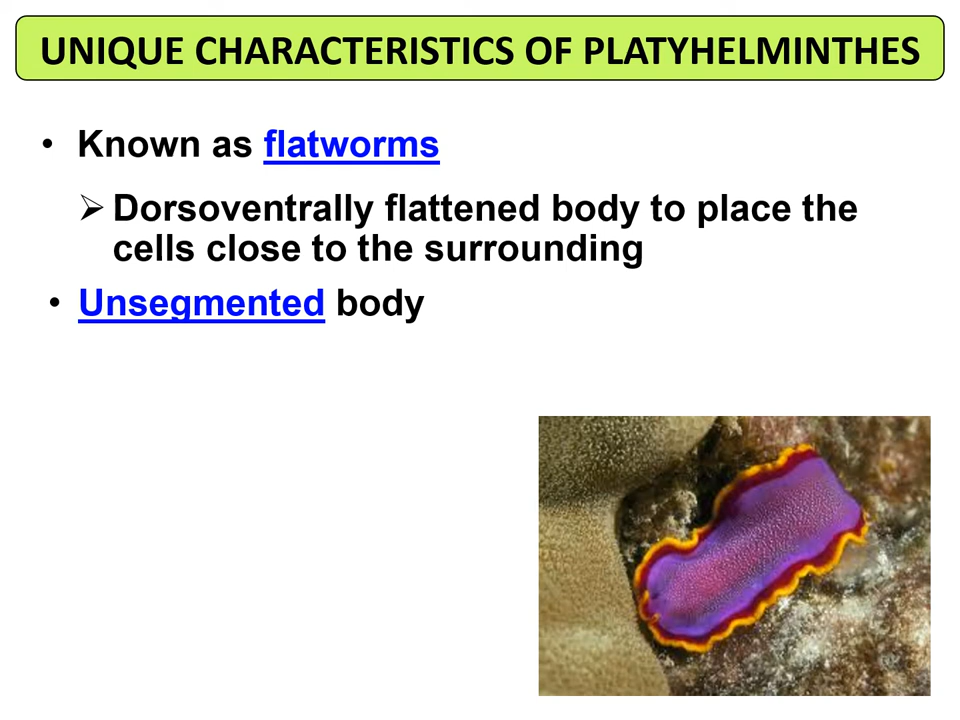 UNIQUE CHARACTERISTICS OF PLATYHELMINTHES
• Known as flatworms
➢ Dorsoventrally flattened body to place the
cells close to the surrounding
• Unsegmented body